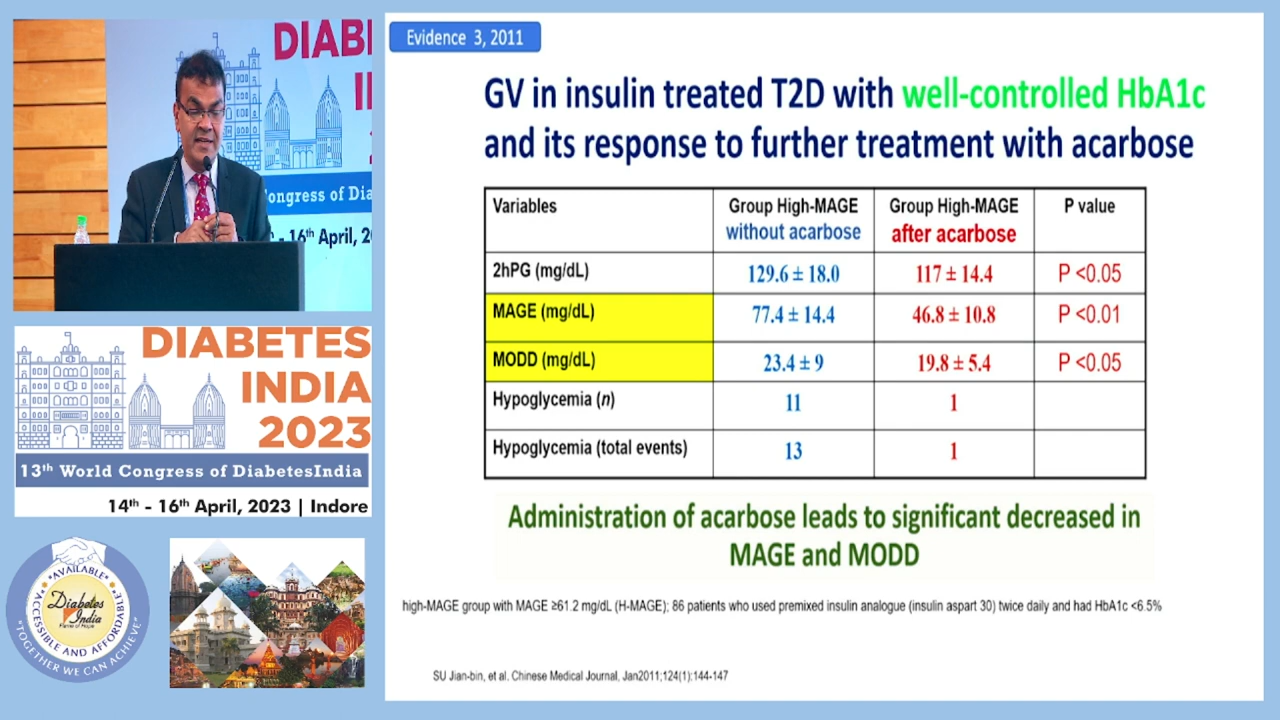 DIAB
ongress of Dia
16th April, 2
DIABETES
INDIA
2023
13th World Congress of DiabetesIndia
14th - 16th April, 2023 | Indore
*AVAILABLE*
*ACCESSIBLE AND AFFORDABLE*
Diabetes
India
"TOGETHER WE CAN ACHIEVE"
Evidence 3, 2011
GV in insulin treated T2D with well-controlled HbA1c
and its response to further treatment with acarbose
Variables Group High-MAGE without acarbose Group High-MAGE after acarbose P value
2hPG (mg/dL) 129.6 ± 18.0 117 ± 14.4 P <0.05
MAGE (mg/dL) 77.4 ± 14.4 46.8 ± 10.8 P <0.01
MODD (mg/dL) 23.4 ± 9 19.8 ± 5.4 P <0.05
Hypoglycemia (n) 11 1
Hypoglycemia (total events) 13 1
Administration of acarbose leads to significant decreased in
MAGE and MODD
high-MAGE group with MAGE ≥61.2 mg/dL (H-MAGE); 86 patients who used premixed insulin analogue (insulin aspart 30) twice daily and had HbA1c <6.5%
SU Jian-bin, et al. Chinese Medical Journal, Jan2011;124(1):144-147